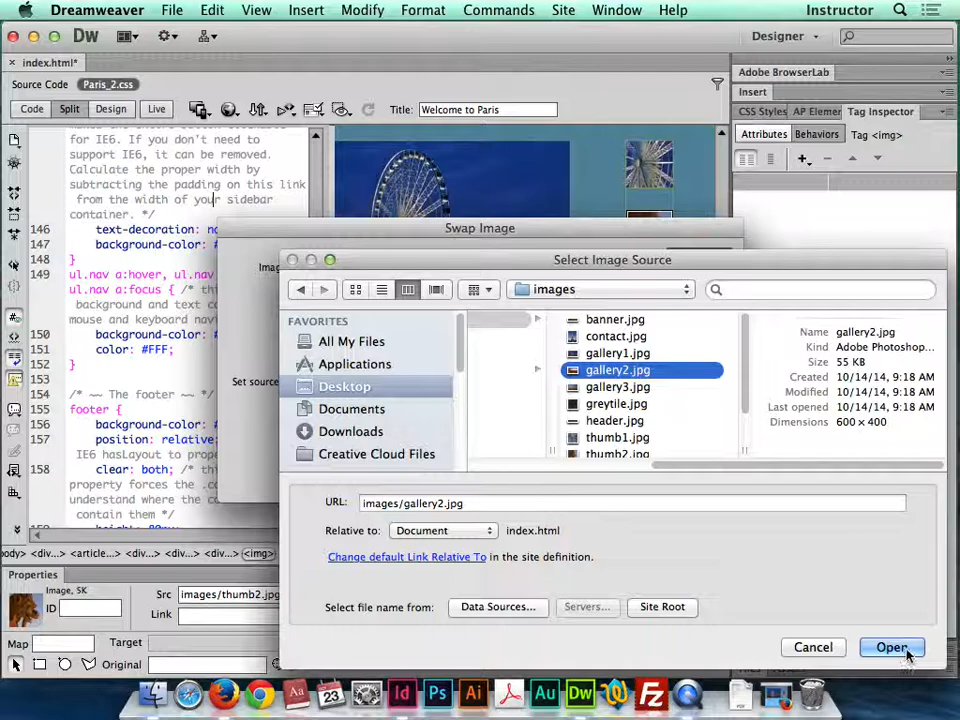 Dreamweaver File Edit View Insert Modify Format Commands Site Window Help Instructor
Dw Designer
× index.html*
Source Code Paris_2.css
Code Split Design Live Title: Welcome to Paris
Adobe BrowserLab
Insert
CSS Styles AP Elemer Tag Inspector
Attributes Behaviors Tag <img>
for IE6. If you don't need to
support IE6, it can be removed.
Calculate the proper width by
subtracting the padding on this link
from the width of your sidebar
container. */
146 text-decoration: no
147 background-color: #
148 }
149 ul.nav a:hover, ul.nav
ul.nav a:focus { /* th
background and text co
mouse and keyboard nav
150 background-color: #
151 color: #FFF;
152 }
153
154 /* ~~ The footer ~~ */
155 footer {
156 background-color: #
157 position: relative;
IE6 hasLayout to prope
158 clear: both; /* thi
property forces the .c
understand where the c
contain them */
Swap Image
Imag
Set source
Select Image Source
images
FAVORITES
All My Files
Applications
Desktop
Documents
Downloads
Creative Cloud Files
banner.jpg
contact.jpg
gallery1.jpg
gallery2.jpg
gallery3.jpg
greytile.jpg
header.jpg
thumb1.jpg
thumb2.jpg
Name gallery2.jpg
Kind Adobe Photoshop...
Size 55 KB
Created 10/14/14, 9:18 AM
Modified 10/14/14, 9:18 AM
Last opened 10/14/14, 9:18 AM
Dimensions 600 × 400
URL: images/gallery2.jpg
Relative to: Document index.html
Change default Link Relative To in the site definition.
Select file name from: Data Sources... Servers... Site Root
Cancel Open
body> <div...> <article...> <div...> <div...> <div...> <img>
Properties
Image, 5K Src images/thumb2.jpg
ID Link
Map Target
Original
23 Id Ps Ai Au Dw Fz